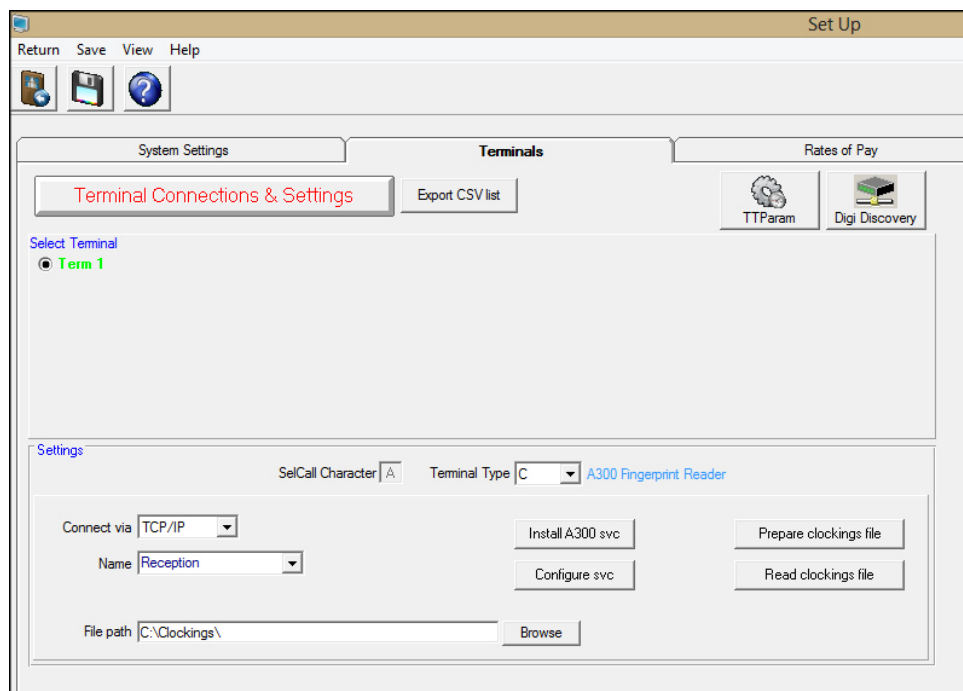 Set Up
Return Save View Help
System Settings Terminals Rates of Pay
Terminal Connections & Settings Export CSV list TTParam Digi Discovery
Select Terminal
Term 1
Settings
SelCall Character A Terminal Type C A300 Fingerprint Reader
Connect via TCP/IP Install A300 svc Prepare clockings file
Name Reception Configure svc Read clockings file
File path C:\Clockings\ Browse